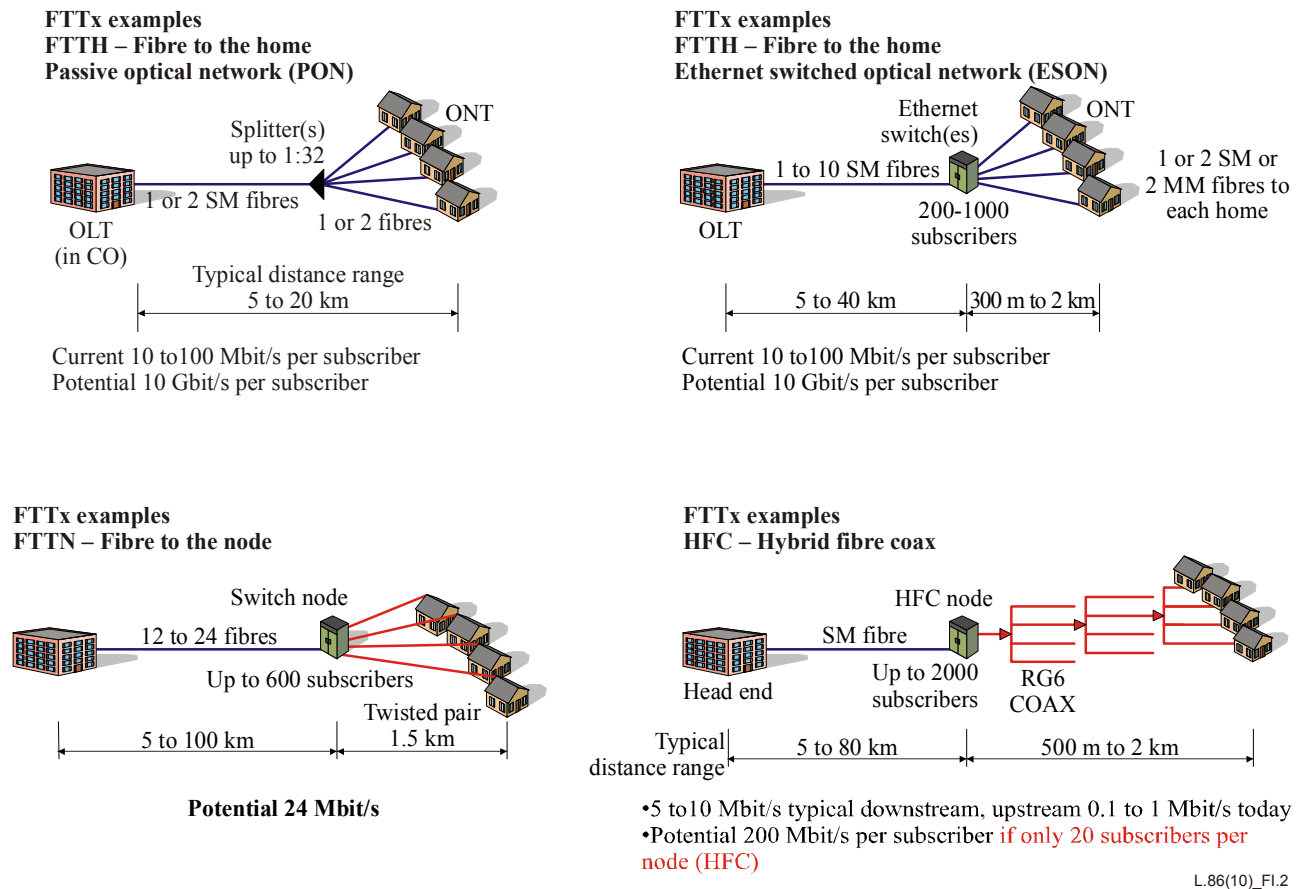 FTTx examples
FTTH – Fibre to the home
Passive optical network (PON)
Splitter(s)
up to 1:32
ONT
1 or 2 SM fibres
1 or 2 fibres
OLT
(in CO)
Typical distance range
5 to 20 km
Current 10 to100 Mbit/s per subscriber
Potential 10 Gbit/s per subscriber
FTTx examples
FTTH – Fibre to the home
Ethernet switched optical network (ESON)
Ethernet
switch(es)
ONT
1 to 10 SM fibres
1 or 2 SM or
2 MM fibres to
each home
OLT
200-1000
subscribers
5 to 40 km
300 m to 2 km
Current 10 to100 Mbit/s per subscriber
Potential 10 Gbit/s per subscriber
FTTx examples
FTTN – Fibre to the node
Switch node
12 to 24 fibres
Up to 600 subscribers
Twisted pair
5 to 100 km
1.5 km
Potential 24 Mbit/s
FTTx examples
HFC – Hybrid fibre coax
HFC node
SM fibre
Head end
Up to 2000
subscribers
RG6
COAX
Typical
distance range
5 to 80 km
500 m to 2 km
•5 to10 Mbit/s typical downstream, upstream 0.1 to 1 Mbit/s today
•Potential 200 Mbit/s per subscriber if only 20 subscribers per
node (HFC)
L.86(10)_FI.2